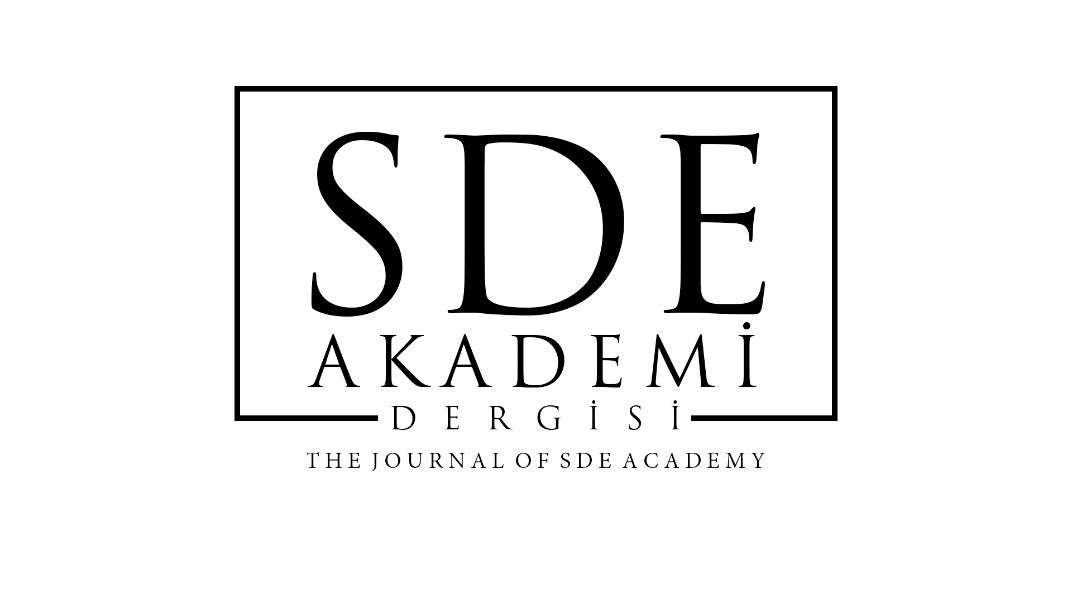 SDE
AKADEMİ
DERGİSİ
THE JOURNAL OF SDE ACADEMY